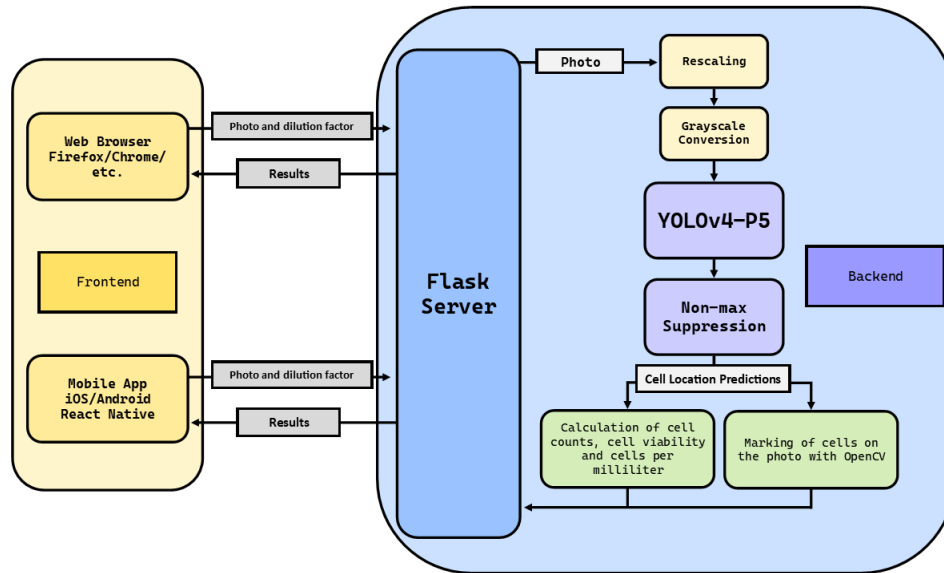 Photo
Rescaling
Photo and dilution factor
Web Browser
Firefox/Chrome/
etc.
Results
Grayscale
Conversion
YOLOv4-P5
Frontend
Flask
Server
Backend
Non-max
Suppression
Mobile App
iOS/Android
React Native
Photo and dilution factor
Results
Cell Location Predictions
Calculation of cell
counts, cell viability
and cells per
milliliter
Marking of cells on
the photo with OpenCV